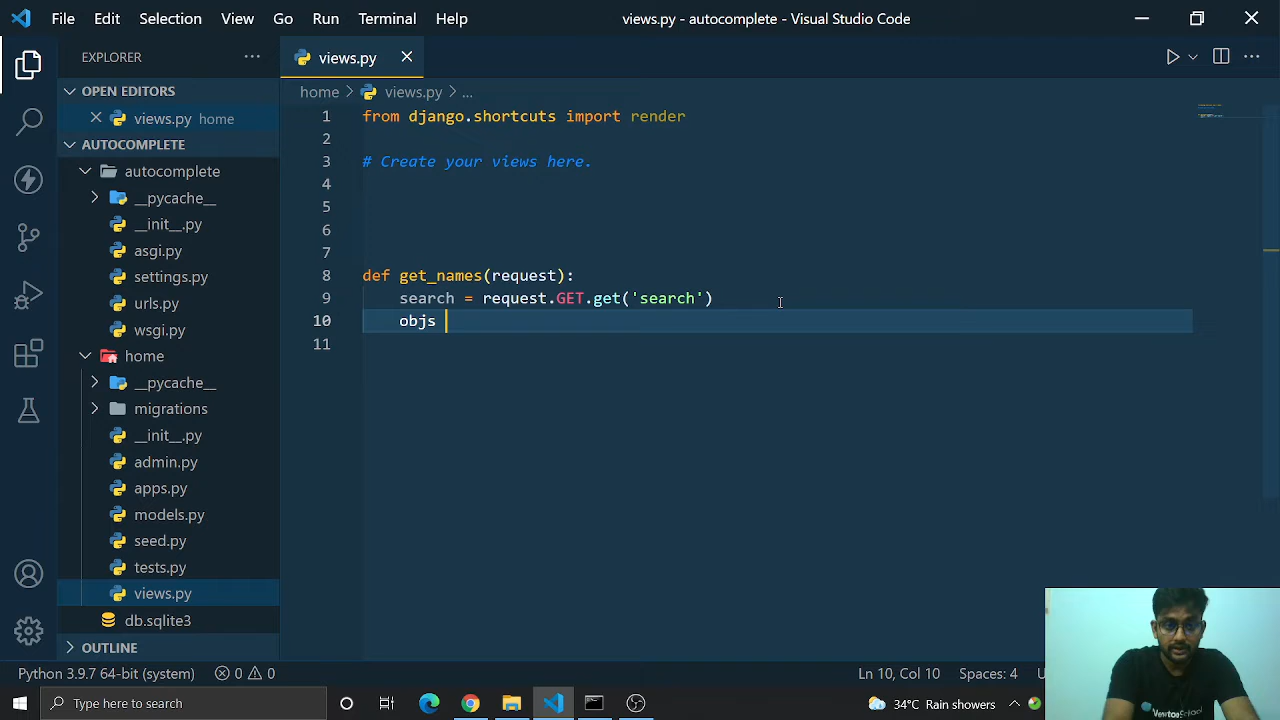 File Edit Selection View Go Run Terminal Help
views.py - autocomplete - Visual Studio Code
EXPLORER
OPEN EDITORS
views.py home
AUTOCOMPLETE
autocomplete
__pycache__
__init__.py
asgi.py
settings.py
urls.py
wsgi.py
home
__pycache__
migrations
__init__.py
admin.py
apps.py
models.py
seed.py
tests.py
views.py
db.sqlite3
OUTLINE
views.py
home > views.py > ...
1 from django.shortcuts import render
2
3 # Create your views here.
4
5
6
7
8 def get_names(request):
9 search = request.GET.get('search')
10 objs
11
Python 3.9.7 64-bit (system) 0 0 Ln 10, Col 10 Spaces: 4
Type here to search
34°C Rain showers